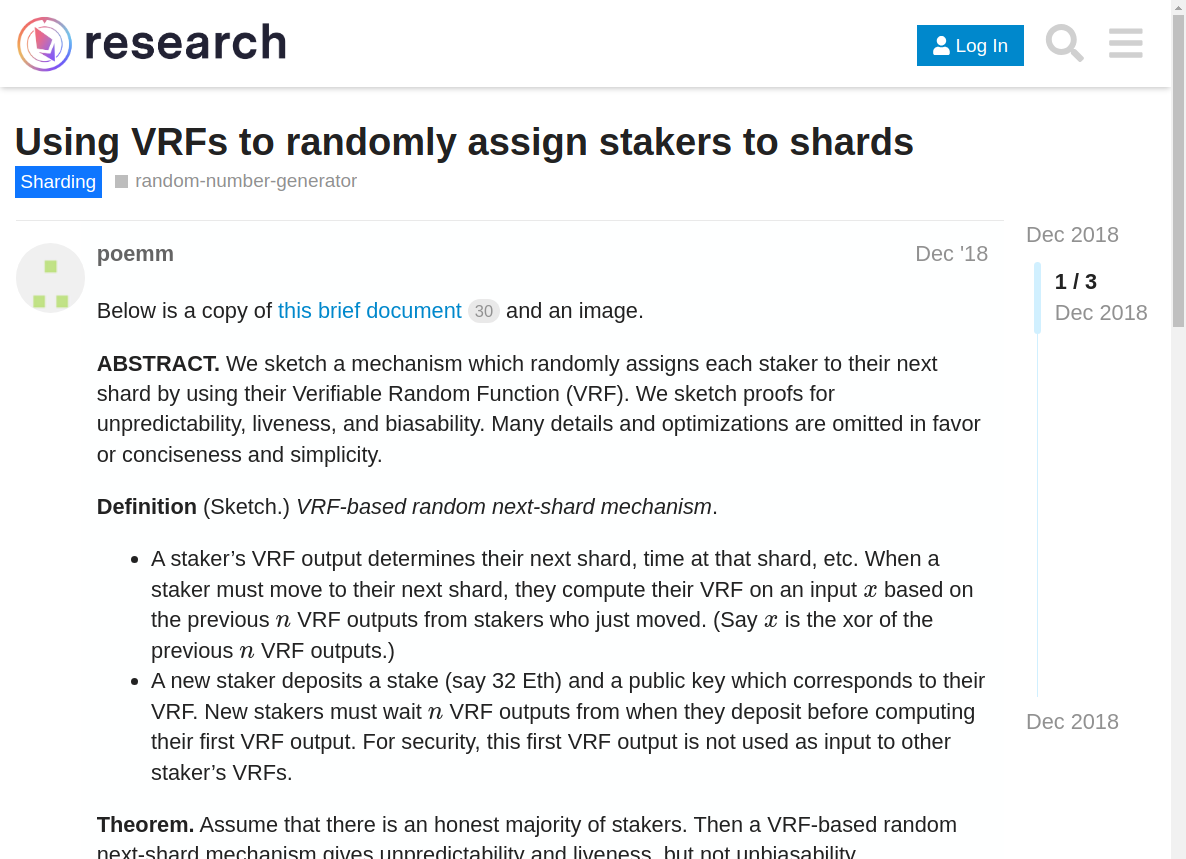 research
Log In
Using VRFs to randomly assign stakers to shards
Sharding random-number-generator
poemm
Dec '18
Below is a copy of this brief document 30 and an image.
ABSTRACT. We sketch a mechanism which randomly assigns each staker to their next
shard by using their Verifiable Random Function (VRF). We sketch proofs for
unpredictability, liveness, and biasability. Many details and optimizations are omitted in favor
or conciseness and simplicity.
Definition (Sketch.) VRF-based random next-shard mechanism.
• A staker’s VRF output determines their next shard, time at that shard, etc. When a
staker must move to their next shard, they compute their VRF on an input x based on
the previous n VRF outputs from stakers who just moved. (Say x is the xor of the
previous n VRF outputs.)
• A new staker deposits a stake (say 32 Eth) and a public key which corresponds to their
VRF. New stakers must wait n VRF outputs from when they deposit before computing
their first VRF output. For security, this first VRF output is not used as input to other
staker’s VRFs.
Theorem. Assume that there is an honest majority of stakers. Then a VRF-based random
next-shard mechanism gives unpredictability and liveness, but not unbiasability.
Dec 2018
1 / 3
Dec 2018
Dec 2018